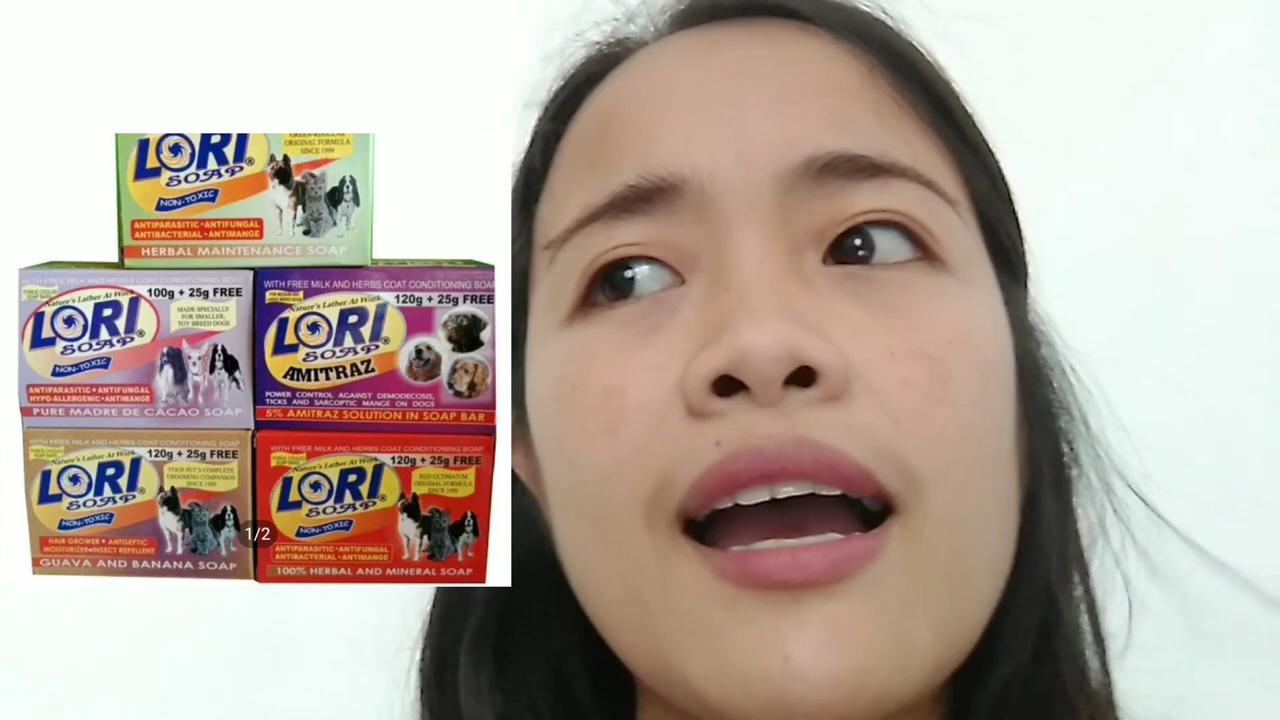 LORI®
SOAP
NON-TOXIC
GREEN-REGULAR
ORIGINAL FORMULA
SINCE 1999
ANTIPARASITIC • ANTIFUNGAL
ANTIBACTERIAL • ANTIMANGE
HERBAL MAINTENANCE SOAP
WITH FREE MILK AND HERBS COAT CONDITIONING SOAP
Nature's Lather At Work
100g + 25g FREE
LORI®
SOAP
NON-TOXIC
MADE SPECIALLY
FOR SMALLER,
TOY BREED DOGS
ANTIPARASITIC • ANTIFUNGAL
HYPO-ALLERGENIC • ANTIMANGE
PURE MADRE DE CACAO SOAP
WITH FREE MILK AND HERBS COAT CONDITIONING SOAP
Nature's Lather At Work
120g + 25g FREE
LORI®
SOAP
AMITRAZ
POWER CONTROL AGAINST DEMODECOSIS,
TICKS AND SARCOPTIC MANGE ON DOGS
5% AMITRAZ SOLUTION IN SOAP BAR
WITH FREE MILK AND HERBS COAT CONDITIONING SOAP
Nature's Lather At Work
120g + 25g FREE
LORI®
SOAP
NON-TOXIC
YOUR PET'S COMPLETE
GROOMING COMPANION
SINCE 1999
HAIR GROWER • ANTISEPTIC
MOISTURIZER•INSECT REPELLENT
GUAVA AND BANANA SOAP
WITH FREE MILK AND HERBS COAT CONDITIONING SOAP
Nature's Lather At Work
120g + 25g FREE
LORI®
SOAP
NON-TOXIC
RED-ULTIMATUM
ORIGINAL FORMULA
SINCE 1999
ANTIPARASITIC • ANTIFUNGAL
ANTIBACTERIAL • ANTIMANGE
100% HERBAL AND MINERAL SOAP
1/2